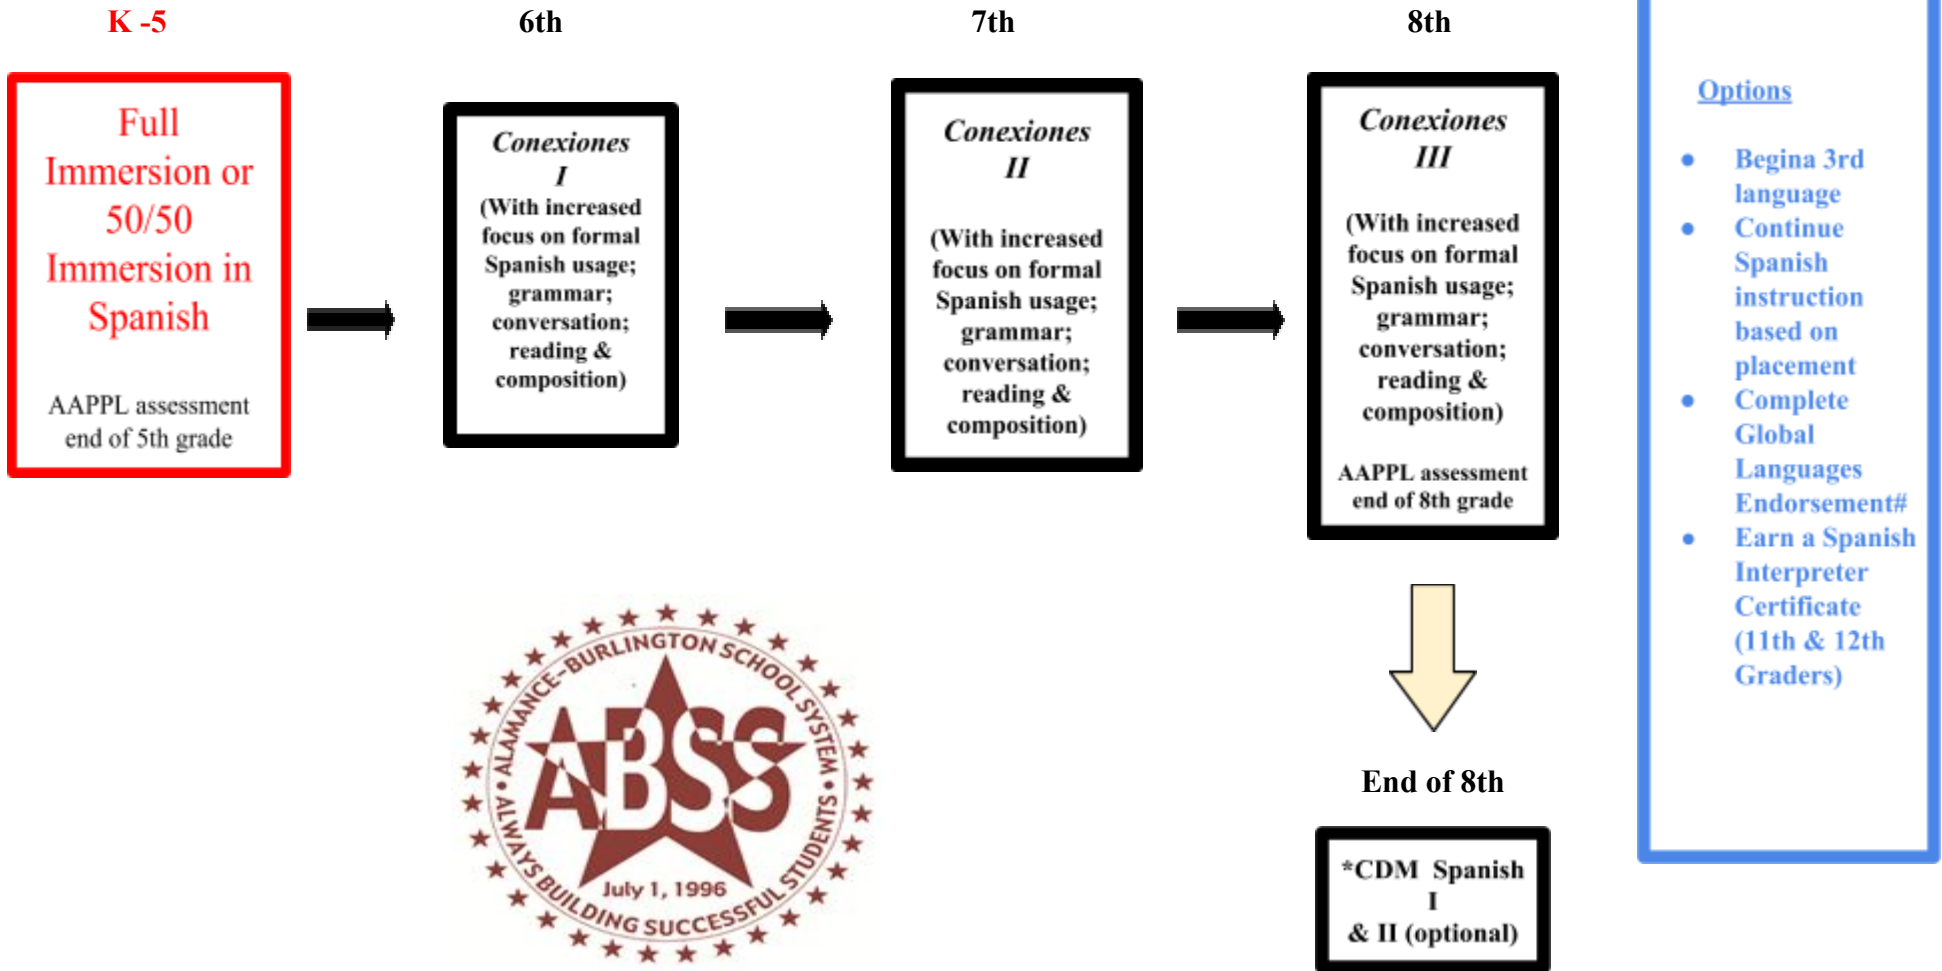 K -5
Full
Immersion or
50/50
Immersion in
Spanish
AAPPL assessment
end of 5th grade
6th
Conexiones
I
(With increased
focus on formal
Spanish usage;
grammar;
conversation;
reading &
composition)
7th
Conexiones
II
(With increased
focus on formal
Spanish usage;
grammar;
conversation;
reading &
composition)
8th
Conexiones
III
(With increased
focus on formal
Spanish usage;
grammar;
conversation;
reading &
composition)
AAPPL assessment
end of 8th grade
End of 8th
*CDM Spanish
I
& II (optional)
Options
● Begina 3rd
language
● Continue
Spanish
instruction
based on
placement
● Complete
Global
Languages
Endorsement#
● Earn a Spanish
Interpreter
Certificate
(11th & 12th
Graders)
• ALAMANCE-BURLINGTON SCHOOL SYSTEM •
ABSS
July 1, 1996
ALWAYS BUILDING SUCCESSFUL STUDENTS